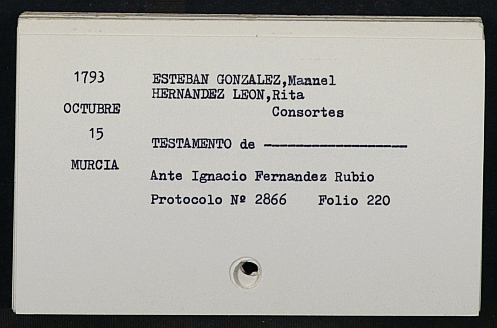 1793 ESTEBAN GONZALEZ,Mannel
HERNANDEZ LEON,Rita
OCTUBRE Consortes
15
TESTAMENTO de ------------------
MURCIA
Ante Ignacio Fernandez Rubio
Protocolo Nº 2866 Folio 220